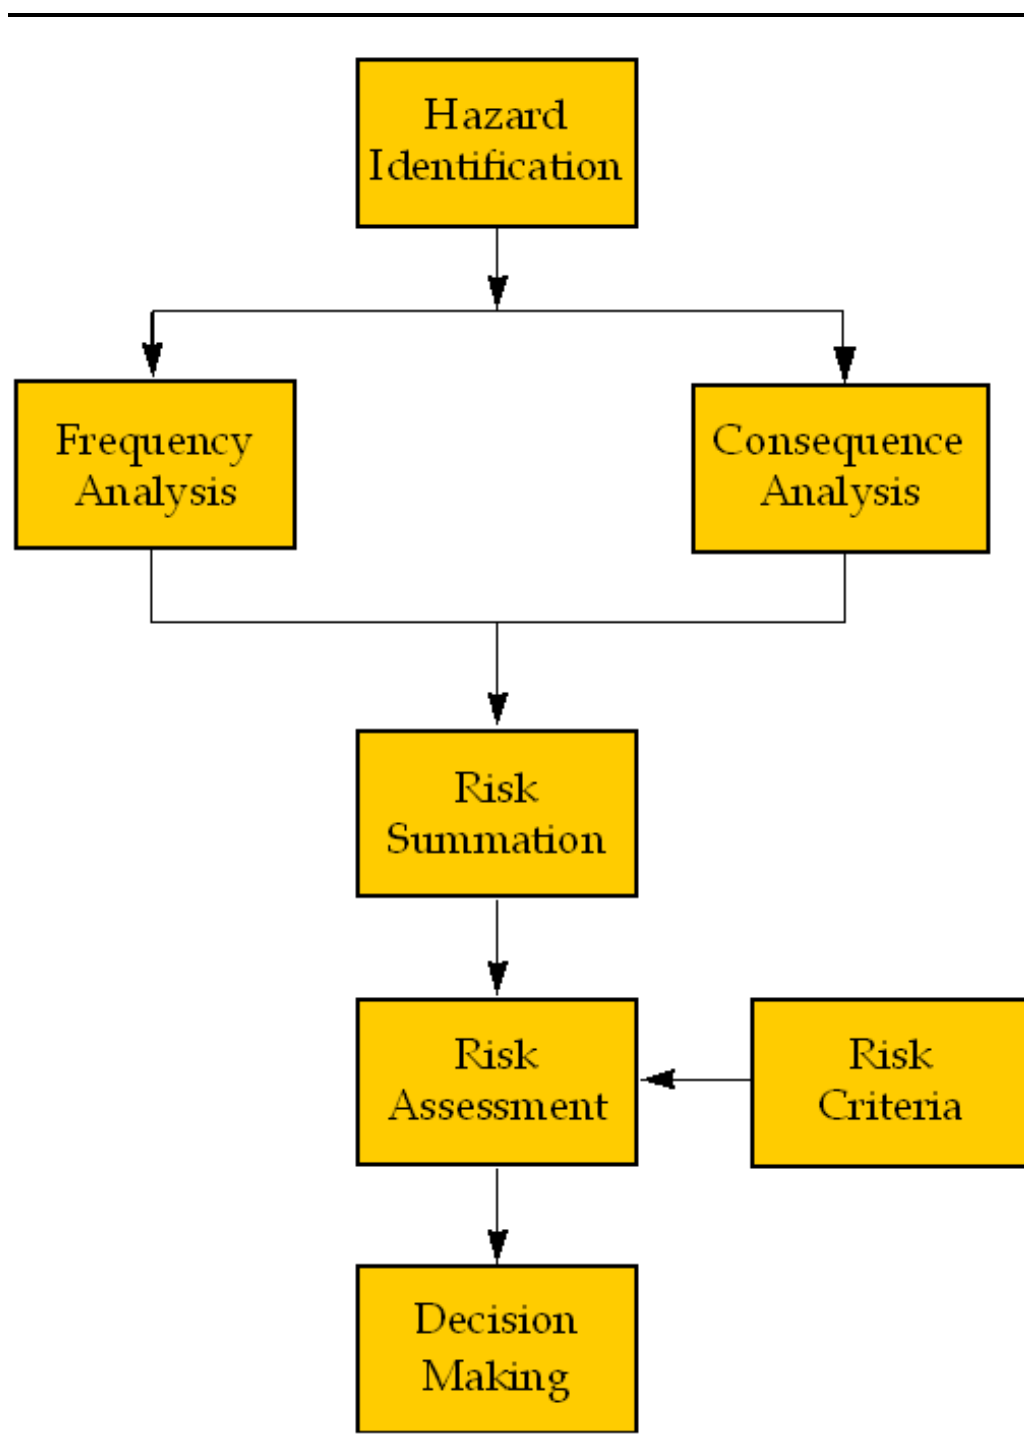 Hazard
Identification
Frequency
Analysis
Consequence
Analysis
Risk
Summation
Risk
Assessment
Risk
Criteria
Decision
Making